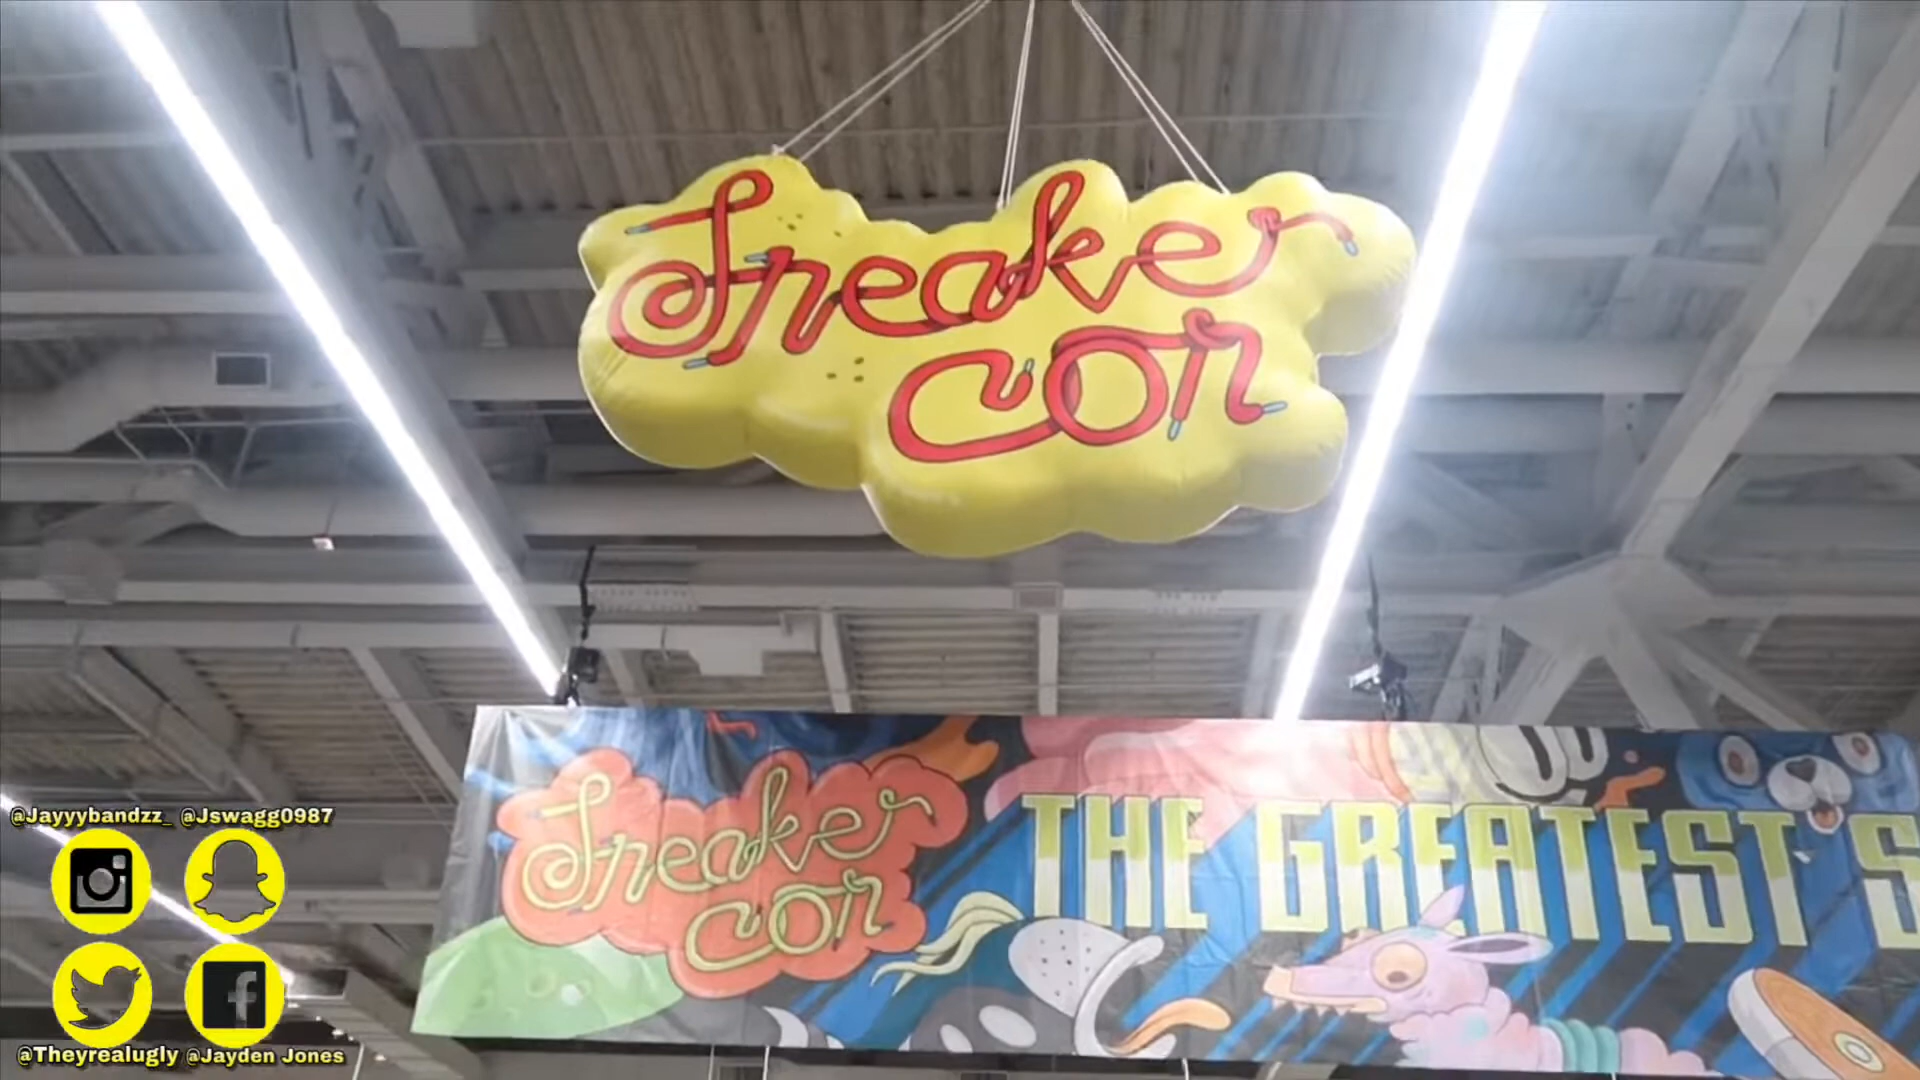 Sneaker
con
Sneaker
con
THE GREATEST S
@Jayyybandzz_ @Jswagg0987
@Theyrealugly @Jayden Jones